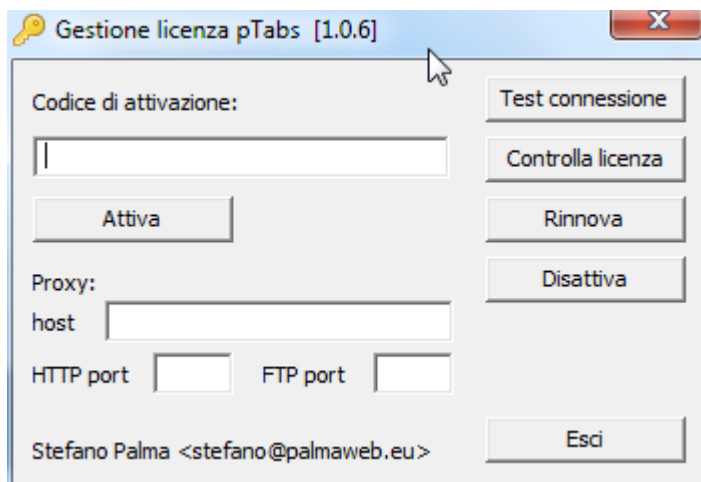 Gestione licenza pTabs [1.0.6]
Codice di attivazione:
Test connessione
Controlla licenza
Attiva
Rinnova
Disattiva
Proxy:
host
HTTP port
FTP port
Stefano Palma <stefano@palmaweb.eu>
Esci